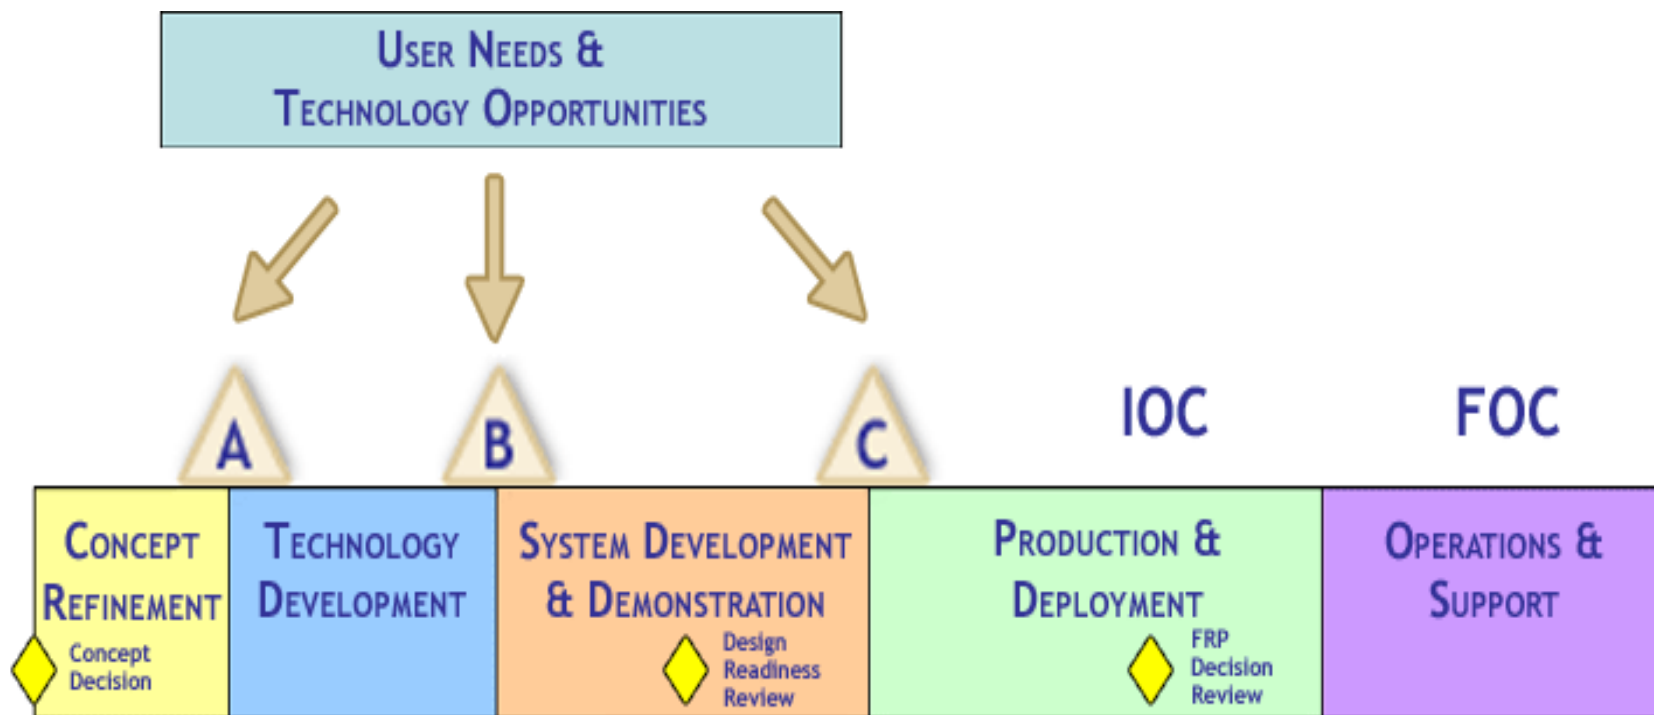 USER NEEDS &
TECHNOLOGY OPPORTUNITIES
A
B
C
IOC
FOC
CONCEPT
REFINEMENT
Concept
Decision
TECHNOLOGY
DEVELOPMENT
SYSTEM DEVELOPMENT
& DEMONSTRATION
Design
Readiness
Review
PRODUCTION &
DEPLOYMENT
FRP
Decision
Review
OPERATIONS &
SUPPORT